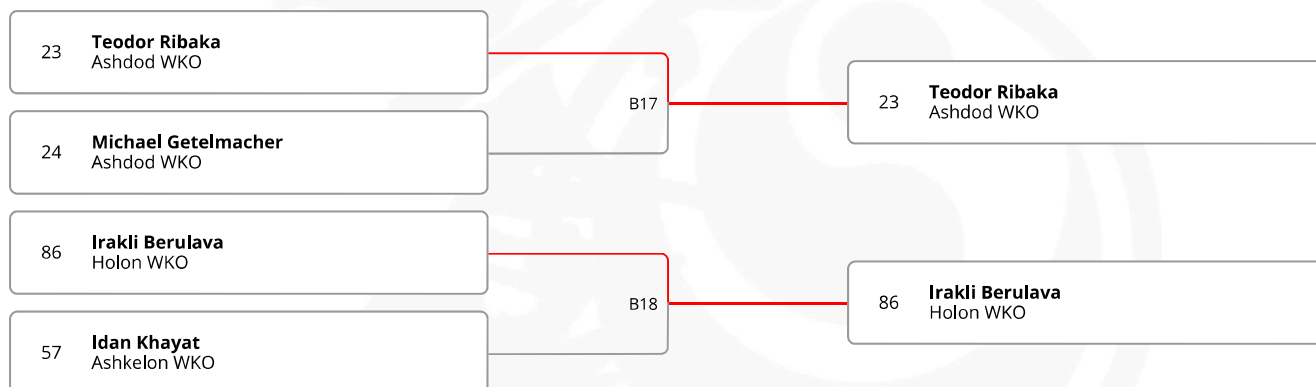 23
Teodor Ribaka
Ashdod WKO
24
Michael Getelmacher
Ashdod WKO
86
Irakli Berulava
Holon WKO
57
Idan Khayat
Ashkelon WKO
B17
B18
23
Teodor Ribaka
Ashdod WKO
86
Irakli Berulava
Holon WKO